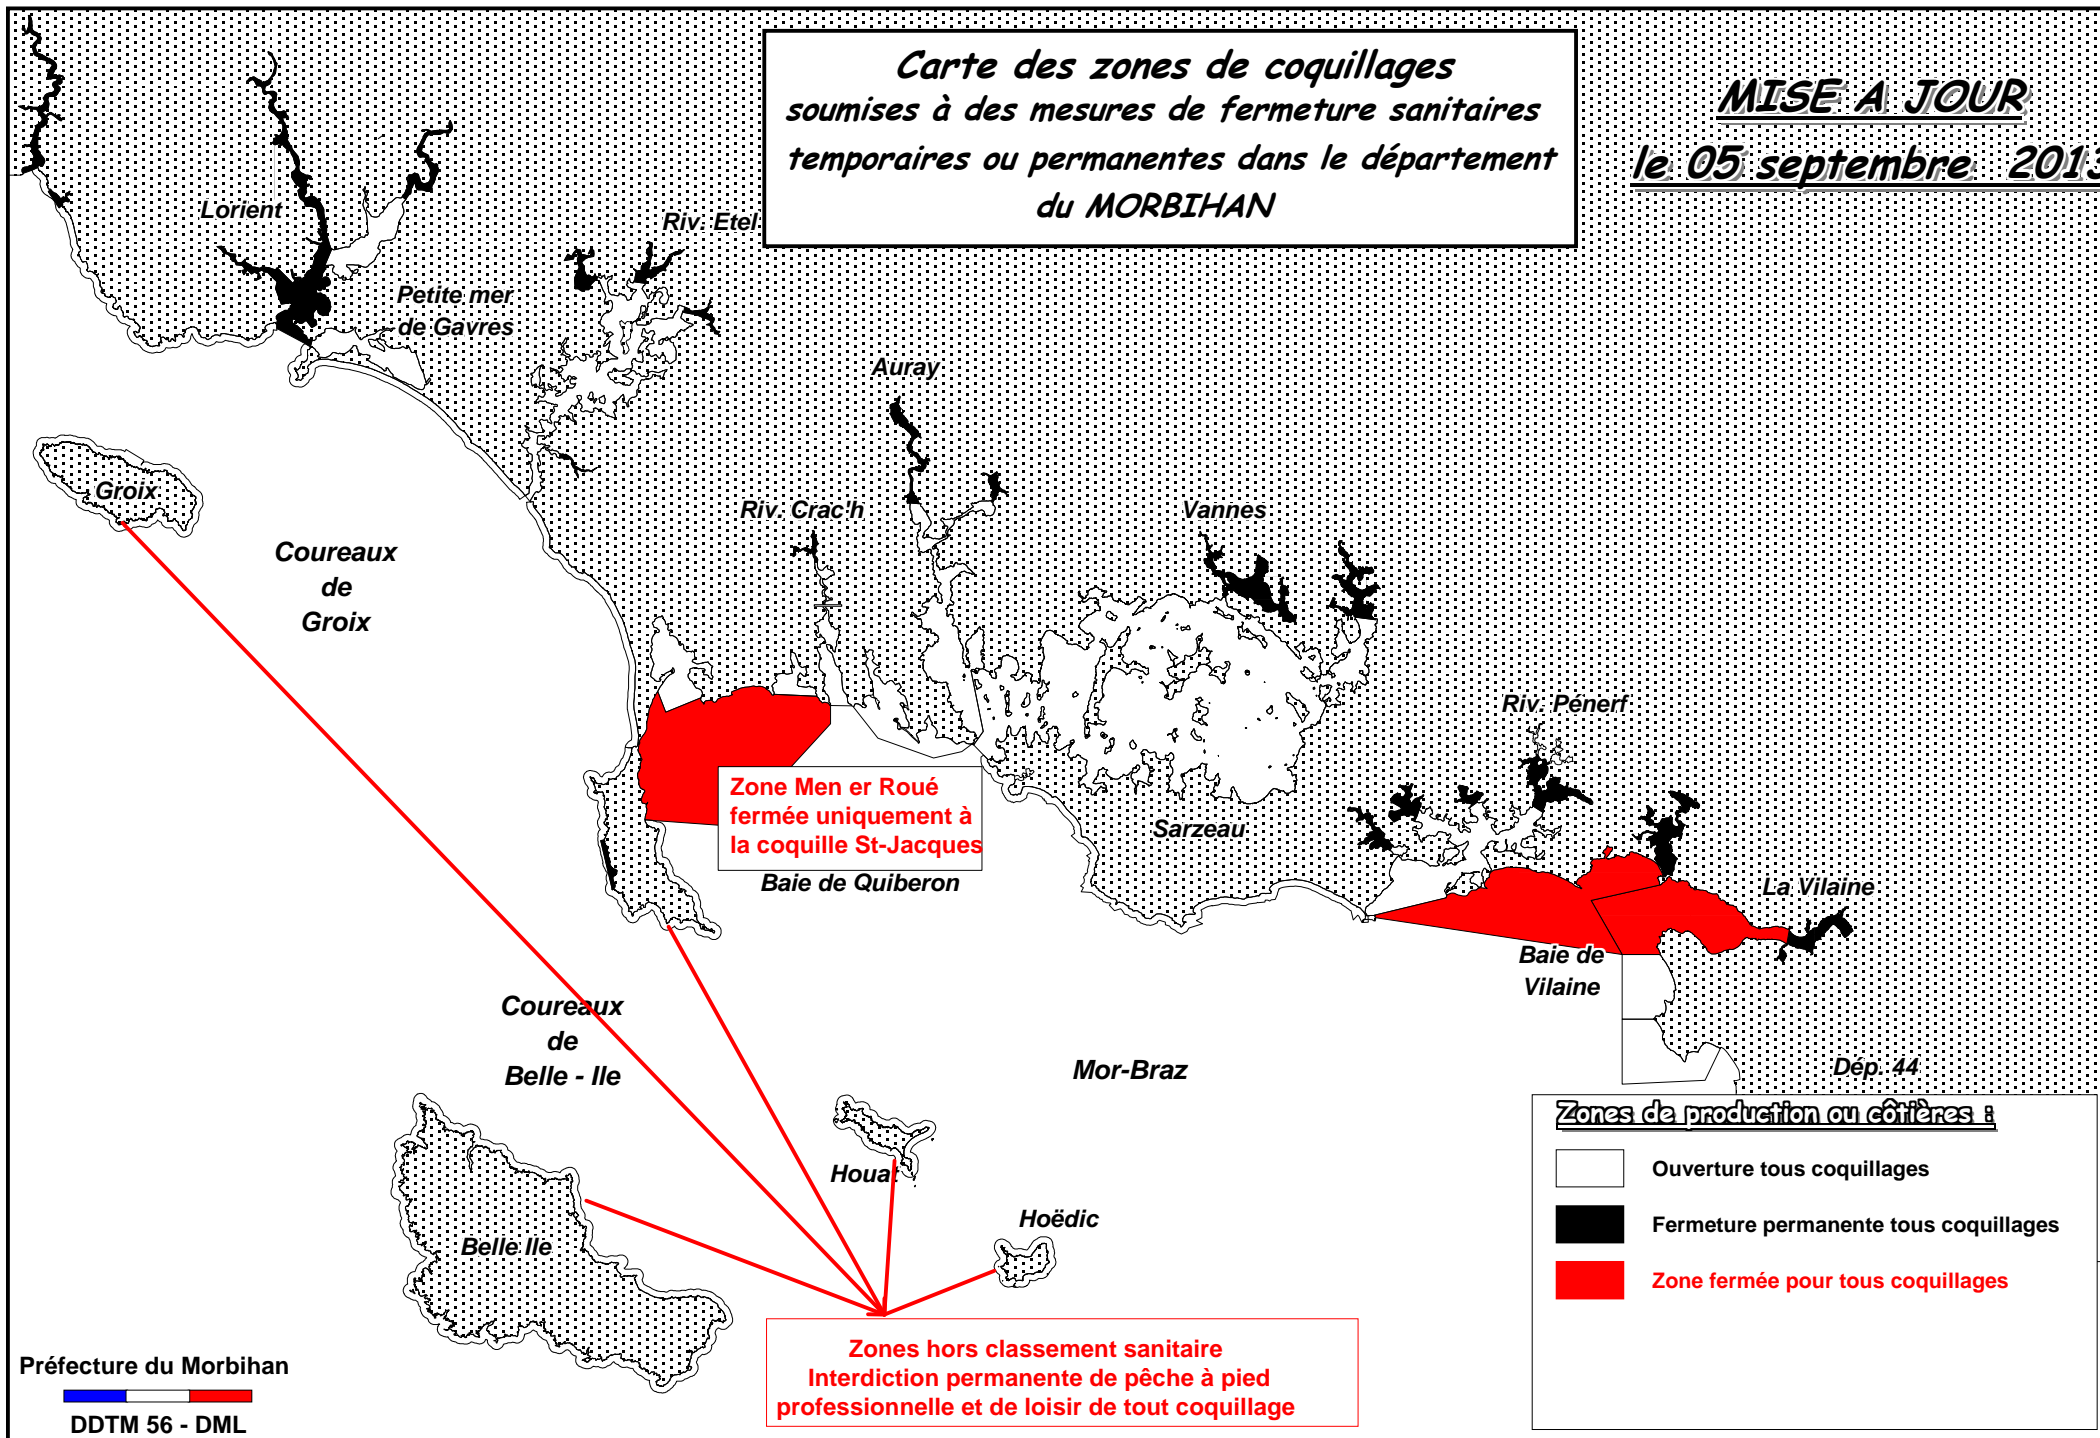 Carte des zones de coquillages
soumises à des mesures de fermeture sanitaires
temporaires ou permanentes dans le département
du MORBIHAN
MISE A JOUR
le 05 septembre 2013
Lorient
Riv. Etel
Petite mer
de Gavres
Auray
Groix
Riv. Crac'h
Vannes
Coureaux
de
Groix
Riv. Pénerf
Zone Men er Roué
fermée uniquement à
la coquille St-Jacques
Sarzeau
Baie de Quiberon
La Vilaine
Baie de
Vilaine
Coureaux
de
Belle - Ile
Mor-Braz
Dép. 44
Houat
Hoëdic
Belle Ile
Zones de production ou côtières :
Ouverture tous coquillages
Fermeture permanente tous coquillages
Zone fermée pour tous coquillages
Zones hors classement sanitaire
Interdiction permanente de pêche à pied
professionnelle et de loisir de tout coquillage
Préfecture du Morbihan
DDTM 56 - DML